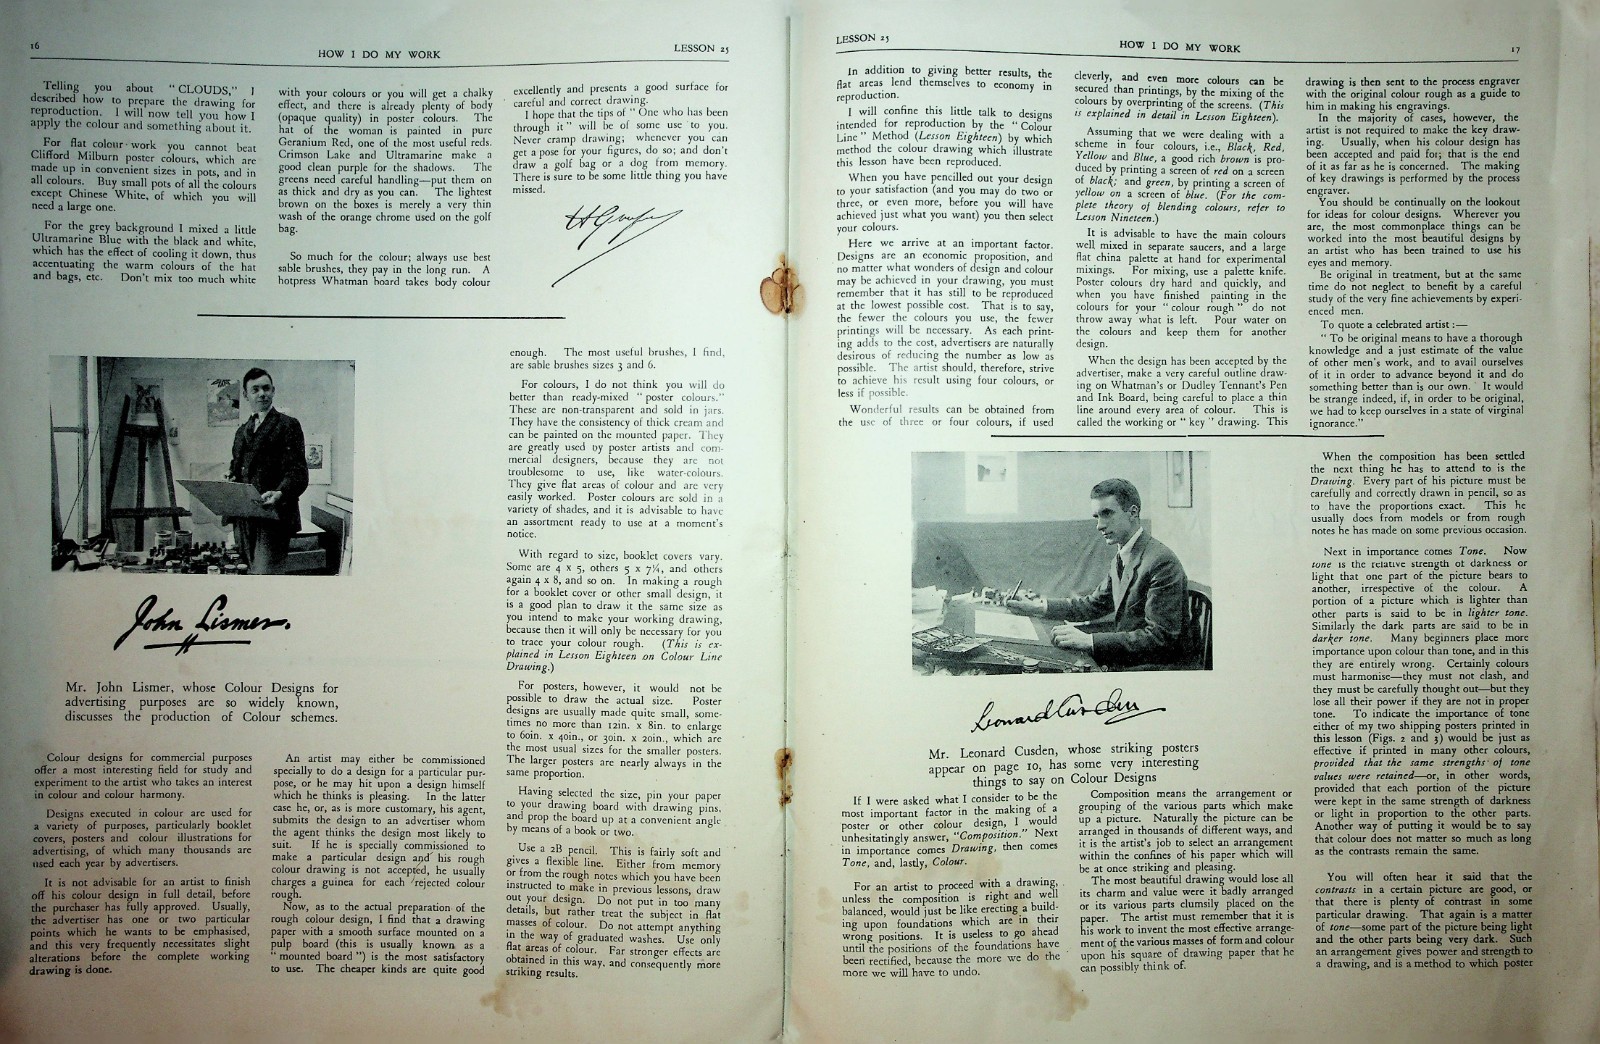 16
HOW I DO MY WORK
LESSON 25
Telling you about " CLOUDS," I
described how to prepare the drawing for
reproduction. I will now tell you how I
apply the colour and something about it.
For flat colour work you cannot beat
Clifford Milburn poster colours, which are
made up in convenient sizes in pots, and in
all colours. Buy small pots of all the colours
except Chinese White, of which you will
need a large one.
For the grey background I mixed a little
Ultramarine Blue with the black and white,
which has the effect of cooling it down, thus
accentuating the warm colours of the hat
and bags, etc. Don't mix too much white
with your colours or you will get a chalky
effect, and there is already plenty of body
(opaque quality) in poster colours. The
hat of the woman is painted in pure
Geranium Red, one of the most useful reds.
Crimson Lake and Ultramarine make a
good clean purple for the shadows. The
greens need careful handling—put them on
as thick and dry as you can. The lightest
brown on the boxes is merely a very thin
wash of the orange chrome used on the golf
bag.
So much for the colour; always use best
sable brushes, they pay in the long run. A
hotpress Whatman board takes body colour
excellently and presents a good surface for
careful and correct drawing.
I hope that the tips of " One who has been
through it " will be of some use to you.
Never cramp drawing; whenever you can
get a pose for your figures, do so; and don't
draw a golf bag or a dog from memory.
There is sure to be some little thing you have
missed.
John Lismer.
Mr. John Lismer, whose Colour Designs for
advertising purposes are so widely known,
discusses the production of Colour schemes.
Colour designs for commercial purposes
offer a most interesting field for study and
experiment to the artist who takes an interest
in colour and colour harmony.
Designs executed in colour are used for
a variety of purposes, particularly booklet
covers, posters and colour illustrations for
advertising, of which many thousands are
used each year by advertisers.
It is not advisable for an artist to finish
off his colour design in full detail, before
the purchaser has fully approved. Usually,
the advertiser has one or two particular
points which he wants to be emphasised,
and this very frequently necessitates slight
alterations before the complete working
drawing is done.
An artist may either be commissioned
specially to do a design for a particular pur-
pose, or he may hit upon a design himself
which he thinks is pleasing. In the latter
case he, or, as is more customary, his agent,
submits the design to an advertiser whom
the agent thinks the design most likely to
suit. If he is specially commissioned to
make a particular design and his rough
colour drawing is not accepted, he usually
charges a guinea for each rejected colour
rough.
Now, as to the actual preparation of the
rough colour design, I find that a drawing
paper with a smooth surface mounted on a
pulp board (this is usually known as a
" mounted board ") is the most satisfactory
to use. The cheaper kinds are quite good
enough. The most useful brushes, I find,
are sable brushes sizes 3 and 6.
For colours, I do not think you will do
better than ready-mixed " poster colours."
These are non-transparent and sold in jars.
They have the consistency of thick cream and
can be painted on the mounted paper. They
are greatly used by poster artists and com-
mercial designers, because they are not
troublesome to use, like water-colours.
They give flat areas of colour and are very
easily worked. Poster colours are sold in a
variety of shades, and it is advisable to have
an assortment ready to use at a moment's
notice.
With regard to size, booklet covers vary.
Some are 4 x 5, others 5 x 7¼, and others
again 4 x 8, and so on. In making a rough
for a booklet cover or other small design, it
is a good plan to draw it the same size as
you intend to make your working drawing,
because then it will only be necessary for you
to trace your colour rough. (This is ex-
plained in Lesson Eighteen on Colour Line
Drawing.)
For posters, however, it would not be
possible to draw the actual size. Poster
designs are usually made quite small, some-
times no more than 12in. x 8in. to enlarge
to 60in. x 40in., or 30in. x 20in., which are
the most usual sizes for the smaller posters.
The larger posters are nearly always in the
same proportion.
Having selected the size, pin your paper
to your drawing board with drawing pins,
and prop the board up at a convenient angle
by means of a book or two.
Use a 2B pencil. This is fairly soft and
gives a flexible line. Either from memory
or from the rough notes which you have been
instructed to make in previous lessons, draw
out your design. Do not put in too many
details, but rather treat the subject in flat
masses of colour. Do not attempt anything
in the way of graduated washes. Use only
flat areas of colour. Far stronger effects are
obtained in this way, and consequently more
striking results.
LESSON 25
HOW I DO MY WORK
17
In addition to giving better results, the
flat areas lend themselves to economy in
reproduction.
I will confine this little talk to designs
intended for reproduction by the " Colour
Line " Method (Lesson Eighteen) by which
method the colour drawing which illustrate
this lesson have been reproduced.
When you have pencilled out your design
to your satisfaction (and you may do two or
three, or even more, before you will have
achieved just what you want) you then select
your colours.
Here we arrive at an important factor.
Designs are an economic proposition, and
no matter what wonders of design and colour
may be achieved in your drawing, you must
remember that it has still to be reproduced
at the lowest possible cost. That is to say,
the fewer the colours you use, the fewer
printings will be necessary. As each print-
ing adds to the cost, advertisers are naturally
desirous of reducing the number as low as
possible. The artist should, therefore, strive
to achieve his result using four colours, or
less if possible.
Wonderful results can be obtained from
the use of three or four colours, if used
cleverly, and even more colours can be
secured than printings, by the mixing of the
colours by overprinting of the screens. (This
is explained in detail in Lesson Eighteen).
Assuming that we were dealing with a
scheme in four colours, i.e., Black, Red,
Yellow and Blue, a good rich brown is pro-
duced by printing a screen of red on a screen
of black; and green, by printing a screen of
yellow on a screen of blue. (For the com-
plete theory of blending colours, refer to
Lesson Nineteen.)
It is advisable to have the main colours
well mixed in separate saucers, and a large
flat china palette at hand for experimental
mixings. For mixing, use a palette knife.
Poster colours dry hard and quickly, and
when you have finished painting in the
colours for your " colour rough " do not
throw away what is left. Pour water on
the colours and keep them for another
design.
When the design has been accepted by the
advertiser, make a very careful outline draw-
ing on Whatman's or Dudley Tennant's Pen
and Ink Board, being careful to place a thin
line around every area of colour. This is
called the working or " key " drawing. This
drawing is then sent to the process engraver
with the original colour rough as a guide to
him in making his engravings.
In the majority of cases, however, the
artist is not required to make the key draw-
ing. Usually, when his colour design has
been accepted and paid for; that is the end
of it as far as he is concerned. The making
of key drawings is performed by the process
engraver.
You should be continually on the lookout
for ideas for colour designs. Wherever you
are, the most commonplace things can be
worked into the most beautiful designs by
an artist who has been trained to use his
eyes and memory.
Be original in treatment, but at the same
time do not neglect to benefit by a careful
study of the very fine achievements by experi-
enced men.
To quote a celebrated artist :—
" To be original means to have a thorough
knowledge and a just estimate of the value
of other men's work, and to avail ourselves
of it in order to advance beyond it and do
something better than is our own. It would
be strange indeed, if, in order to be original,
we had to keep ourselves in a state of virginal
ignorance."
Leonard Cusden
Mr. Leonard Cusden, whose striking posters
appear on page 10, has some very interesting
things to say on Colour Designs
If I were asked what I consider to be the
most important factor in the making of a
poster or other colour design, I would
unhesitatingly answer, "Composition." Next
in importance comes Drawing, then comes
Tone, and, lastly, Colour.
For an artist to proceed with a drawing,
unless the composition is right and well
balanced, would just be like erecting a build-
ing upon foundations which are in their
wrong positions. It is useless to go ahead
until the positions of the foundations have
been rectified, because the more we do the
more we will have to undo.
Composition means the arrangement or
grouping of the various parts which make
up a picture. Naturally the picture can be
arranged in thousands of different ways, and
it is the artist's job to select an arrangement
within the confines of his paper which will
be at once striking and pleasing.
The most beautiful drawing would lose all
its charm and value were it badly arranged
or its various parts clumsily placed on the
paper. The artist must remember that it is
his work to invent the most effective arrange-
ment of the various masses of form and colour
upon his square of drawing paper that he
can possibly think of.
When the composition has been settled
the next thing he has to attend to is the
Drawing. Every part of his picture must be
carefully and correctly drawn in pencil, so as
to have the proportions exact. This he
usually does from models or from rough
notes he has made on some previous occasion.
Next in importance comes Tone. Now
tone is the relative strength of darkness or
light that one part of the picture bears to
another, irrespective of the colour. A
portion of a picture which is lighter than
other parts is said to be in lighter tone.
Similarly the dark parts are said to be in
darker tone. Many beginners place more
importance upon colour than tone, and in this
they are entirely wrong. Certainly colours
must harmonise—they must not clash, and
they must be carefully thought out—but they
lose all their power if they are not in proper
tone. To indicate the importance of tone
either of my two shipping posters printed in
this lesson (Figs. 2 and 3) would be just as
effective if printed in many other colours,
provided that the same strengths of tone
values were retained—or, in other words,
provided that each portion of the picture
were kept in the same strength of darkness
or light in proportion to the other parts.
Another way of putting it would be to say
that colour does not matter so much as long
as the contrasts remain the same.
You will often hear it said that the
contrasts in a certain picture are good, or
that there is plenty of contrast in some
particular drawing. That again is a matter
of tone—some part of the picture being light
and the other parts being very dark. Such
an arrangement gives power and strength to
a drawing, and is a method to which poster